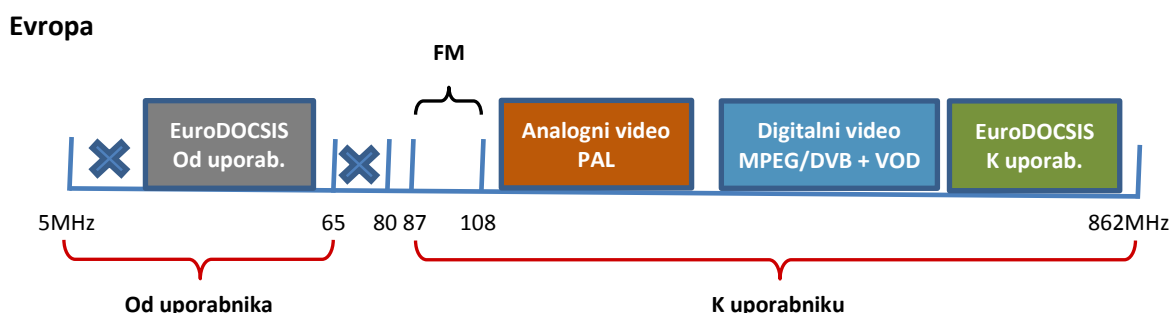 Evropa
FM
EuroDOCSIS
Od uporab.
Analogni video
PAL
Digitalni video
MPEG/DVB + VOD
EuroDOCSIS
K uporab.
5MHz 65 80 87 108 862MHz
Od uporabnika K uporabniku